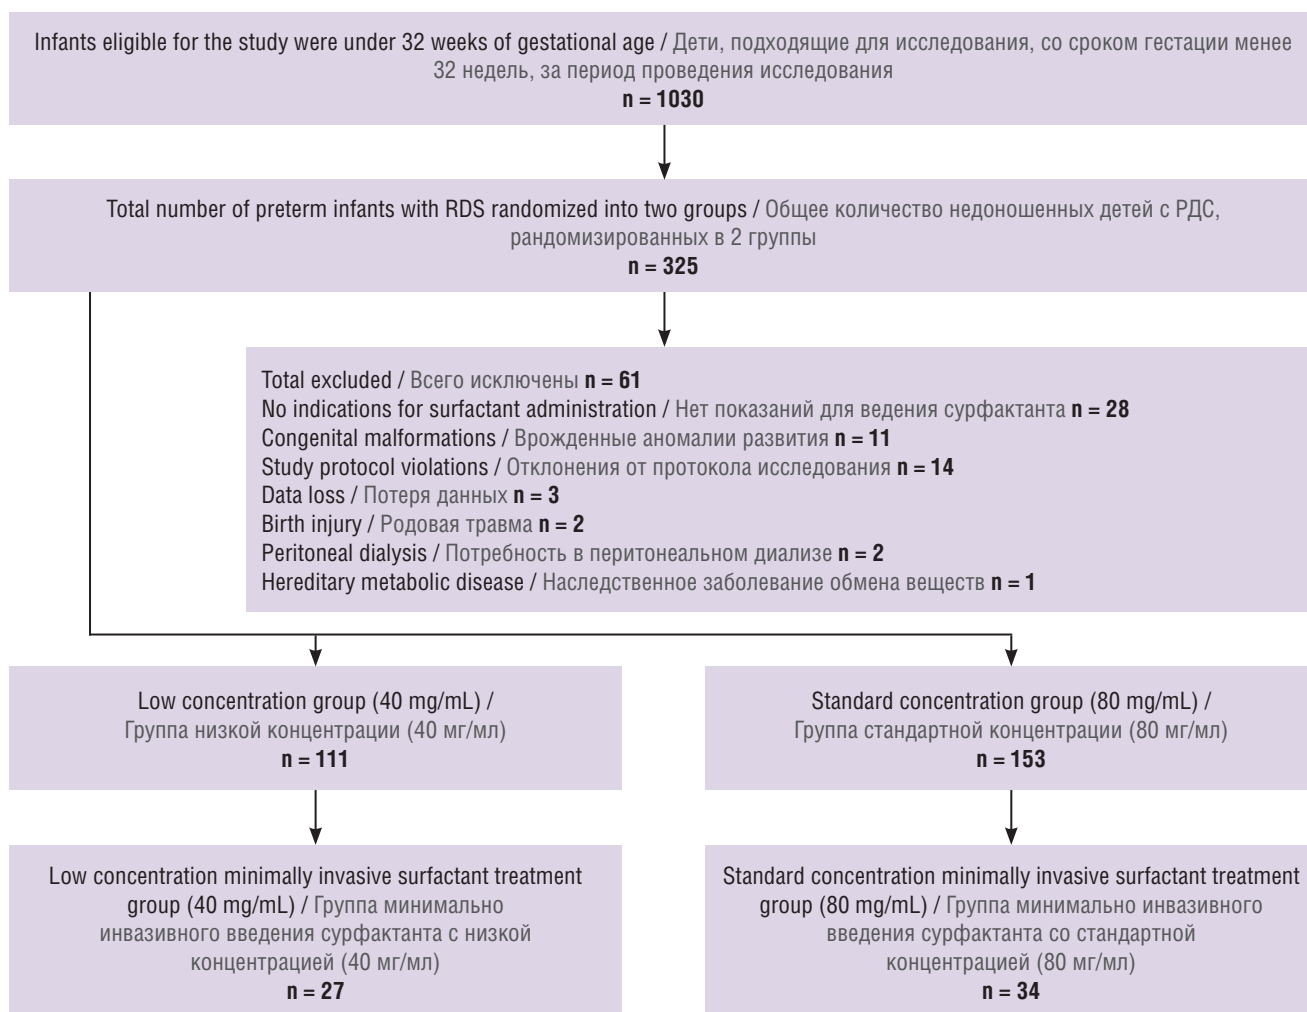 Infants eligible for the study were under 32 weeks of gestational age / Дети, подходящие для исследования, со сроком гестации менее
32 недель, за период проведения исследования
n = 1030
Total number of preterm infants with RDS randomized into two groups / Общее количество недоношенных детей с РДС,
рандомизированных в 2 группы
n = 325
Total excluded / Всего исключены n = 61
No indications for surfactant administration / Нет показаний для ведения сурфактанта n = 28
Congenital malformations / Врожденные аномалии развития n = 11
Study protocol violations / Отклонения от протокола исследования n = 14
Data loss / Потеря данных n = 3
Birth injury / Родовая травма n = 2
Peritoneal dialysis / Потребность в перитонеальном диализе n = 2
Hereditary metabolic disease / Наследственное заболевание обмена веществ n = 1
Low concentration group (40 mg/mL) /
Группа низкой концентрации (40 мг/мл)
n = 111
Standard concentration group (80 mg/mL) /
Группа стандартной концентрации (80 мг/мл)
n = 153
Low concentration minimally invasive surfactant treatment
group (40 mg/mL) / Группа минимально
инвазивного введения сурфактанта с низкой
концентрацией (40 мг/мл)
n = 27
Standard concentration minimally invasive surfactant treatment
group (80 mg/mL) / Группа минимально инвазивного
введения сурфактанта со стандартной
концентрацией (80 мг/мл)
n = 34